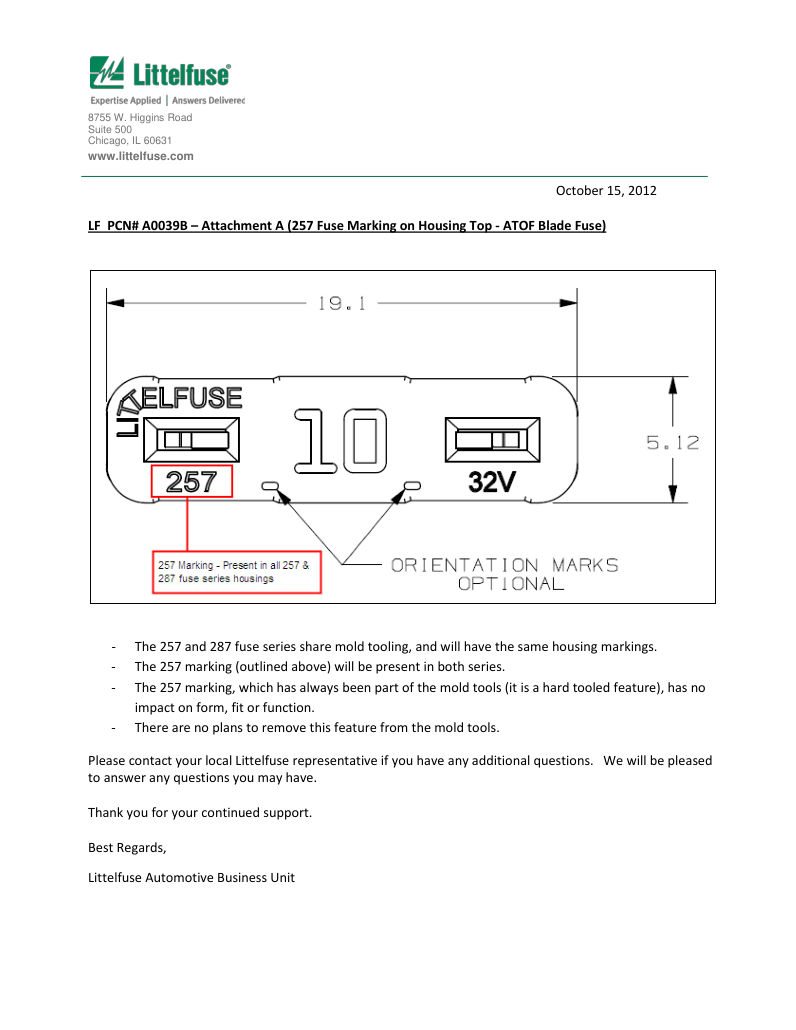 Littelfuse®
Expertise Applied | Answers Delivered
8755 W. Higgins Road
Suite 500
Chicago, IL 60631
www.littelfuse.com
October 15, 2012
LF PCN# A0039B – Attachment A (257 Fuse Marking on Housing Top - ATOF Blade Fuse)
19.1
LITTELFUSE
10
5.12
257
32V
257 Marking - Present in all 257 &
287 fuse series housings
ORIENTATION MARKS
OPTIONAL
- The 257 and 287 fuse series share mold tooling, and will have the same housing markings.
- The 257 marking (outlined above) will be present in both series.
- The 257 marking, which has always been part of the mold tools (it is a hard tooled feature), has no
impact on form, fit or function.
- There are no plans to remove this feature from the mold tools.
Please contact your local Littelfuse representative if you have any additional questions. We will be pleased
to answer any questions you may have.
Thank you for your continued support.
Best Regards,
Littelfuse Automotive Business Unit